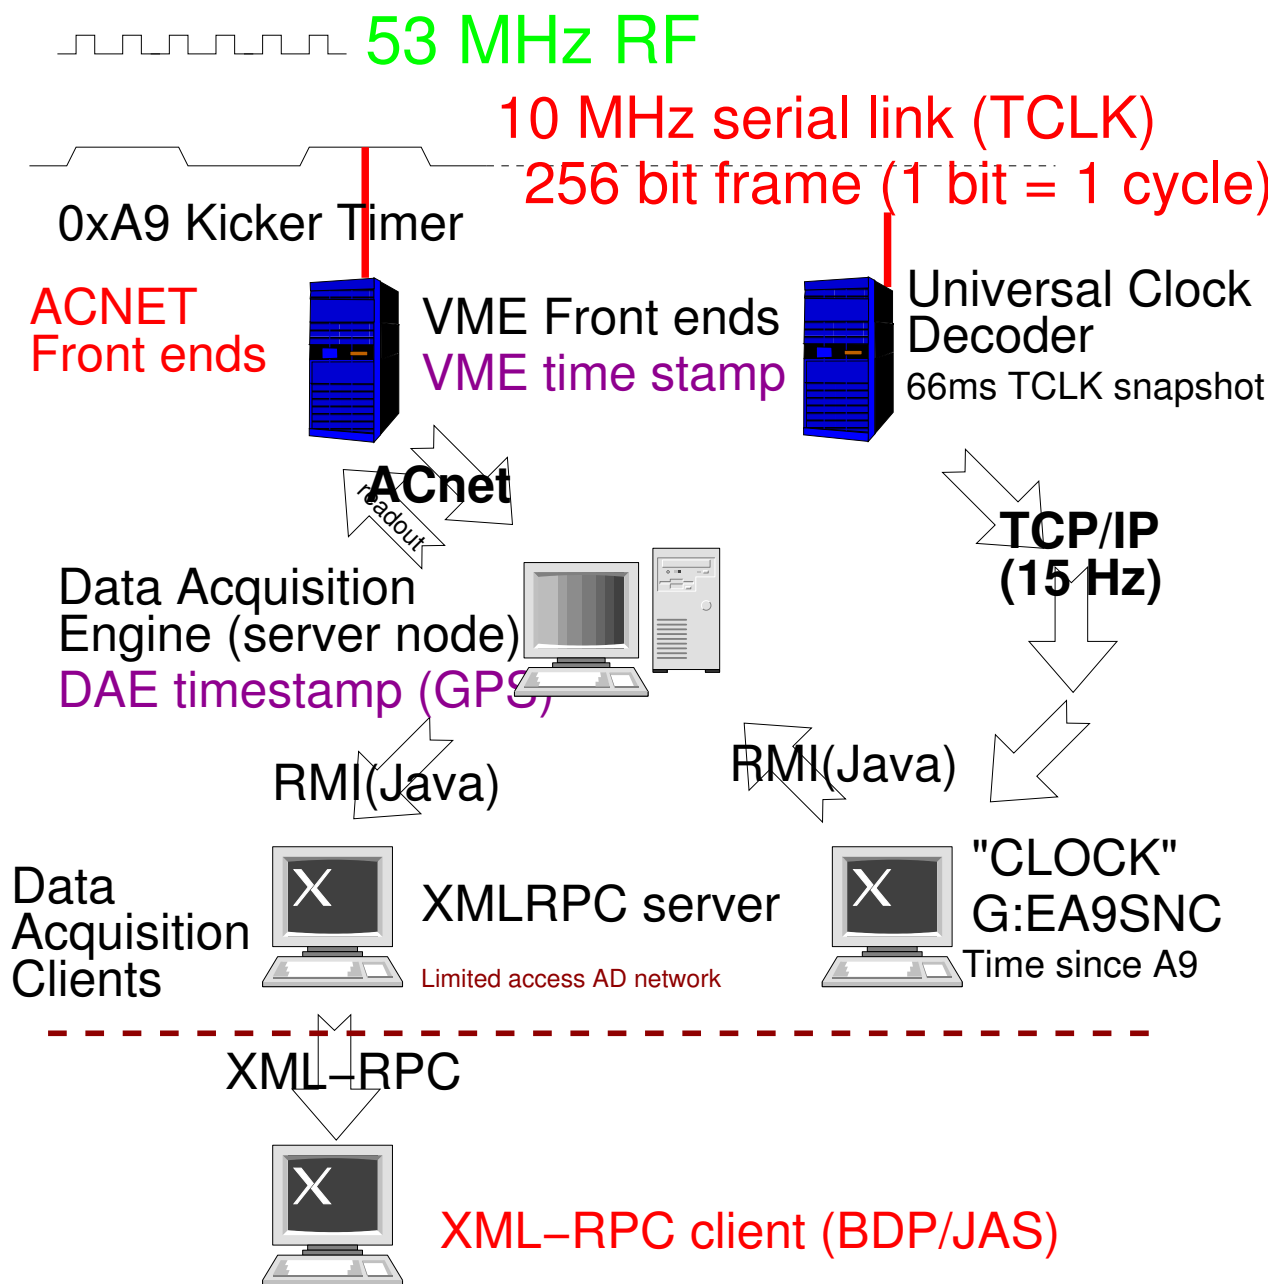 53 MHz RF
10 MHz serial link (TCLK)
256 bit frame (1 bit = 1 cycle)
0xA9 Kicker Timer
ACNET
Front ends
VME Front ends
VME time stamp
Universal Clock
Decoder
66ms TCLK snapshot
ACnet
readout
TCP/IP
(15 Hz)
Data Acquisition
Engine (server node)
DAE timestamp (GPS)
RMI(Java)
RMI(Java)
Data
Acquisition
Clients
X
XMLRPC server
Limited access AD network
X
"CLOCK"
G:EA9SNC
Time since A9
XML–RPC
X
XML–RPC client (BDP/JAS)